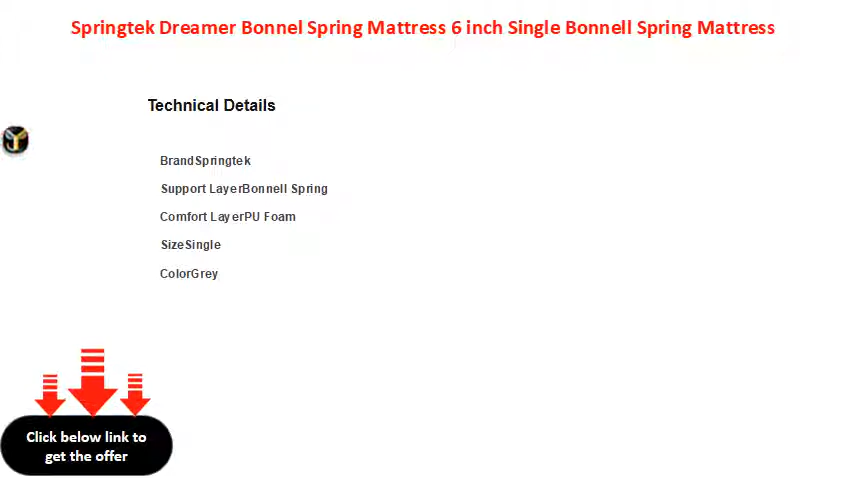 Springtek Dreamer Bonnel Spring Mattress 6 inch Single Bonnell Spring Mattress
Technical Details
BrandSpringtek
Support LayerBonnell Spring
Comfort LayerPU Foam
SizeSingle
ColorGrey
Click below link to
get the offer